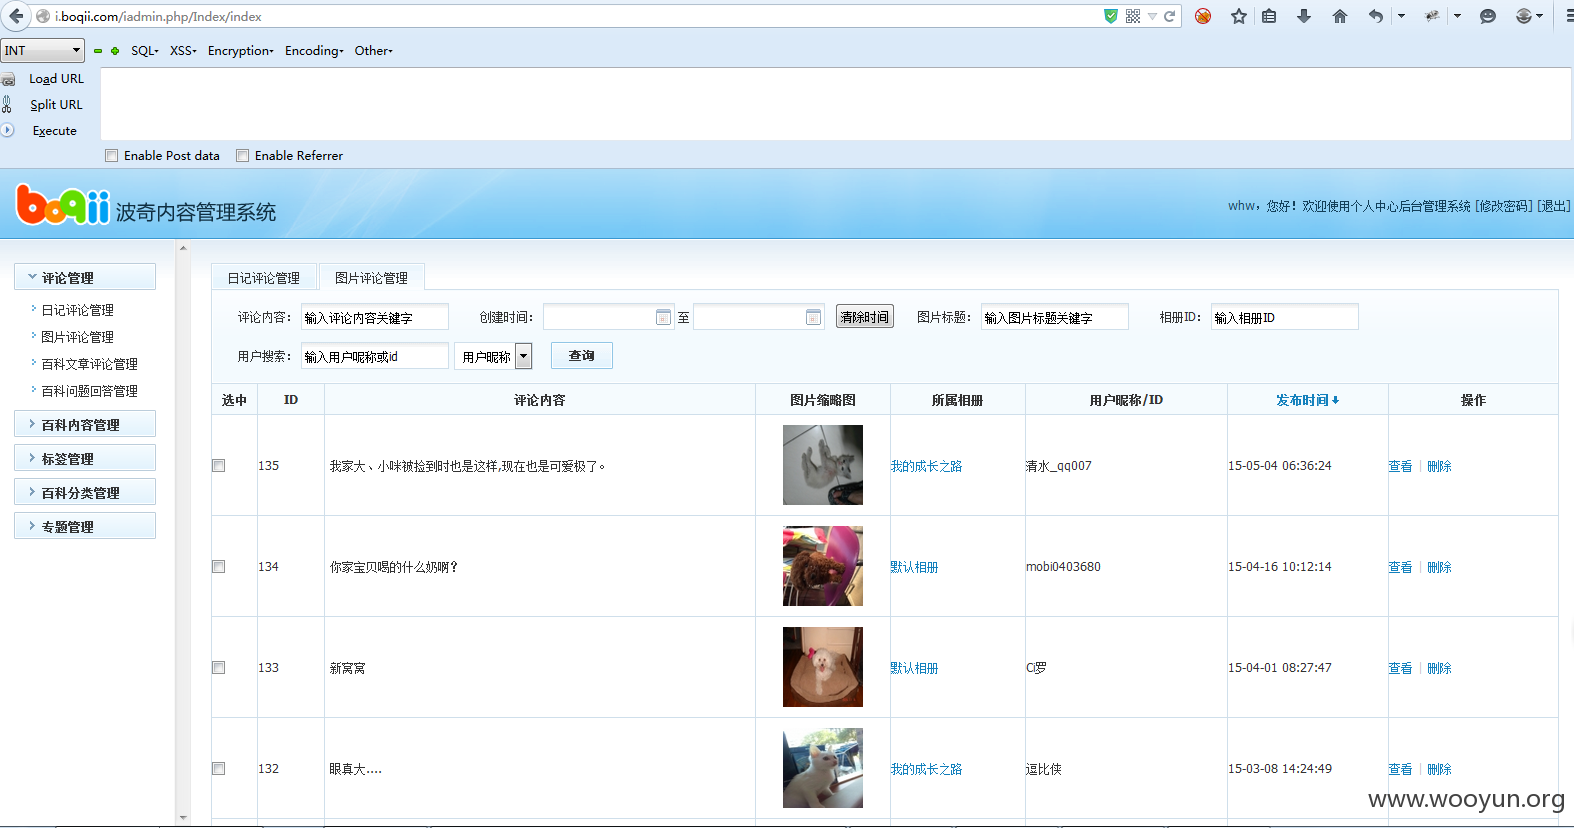 i.boqii.com/iadmin.php/Index/index
INT SQL XSS Encryption Encoding Other
Load URL
Split URL
Execute
Enable Post data Enable Referrer
boqii 波奇内容管理系统
whw，您好！欢迎使用个人中心后台管理系统 [修改密码] [退出]
评论管理
日记评论管理
图片评论管理
百科文章评论管理
百科问题回答管理
百科内容管理
标签管理
百科分类管理
专题管理
日记评论管理 图片评论管理
评论内容： 输入评论内容关键字 创建时间： 至 清除时间 图片标题： 输入图片标题关键字 相册ID： 输入相册ID
用户搜索： 输入用户昵称或id 用户昵称 查询
选中 ID 评论内容 图片缩略图 所属相册 用户昵称/ID 发布时间 操作
135 我家大、小咪被捡到时也是这样,现在也是可爱极了。 我的成长之路 清水_qq007 15-05-04 06:36:24 查看 | 删除
134 你家宝贝喝的什么奶啊? 默认相册 mobi0403680 15-04-16 10:12:14 查看 | 删除
133 新窝窝 默认相册 Ci罗 15-04-01 08:27:47 查看 | 删除
132 眼真大.... 我的成长之路 逗比侠 15-03-08 14:24:49 查看 | 删除
www.wooyun.org